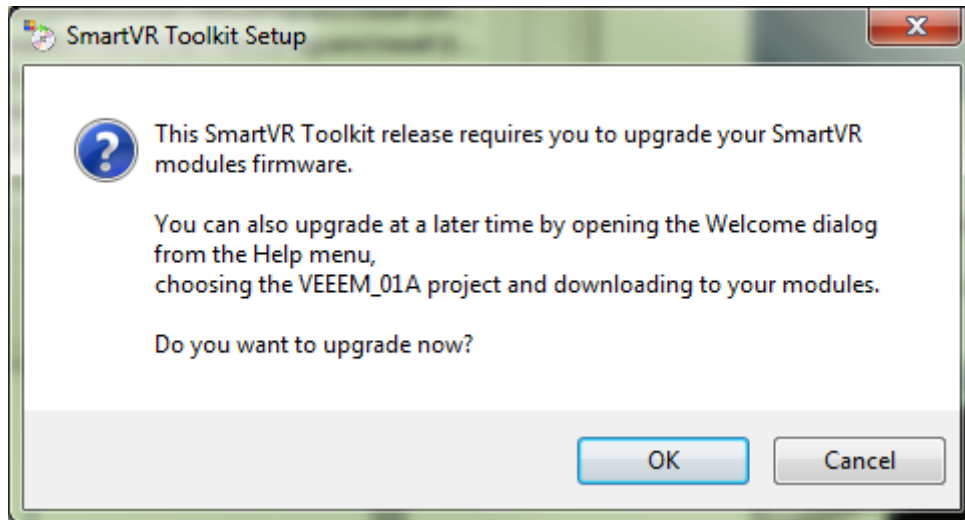 SmartVR Toolkit Setup
This SmartVR Toolkit release requires you to upgrade your SmartVR
modules firmware.
You can also upgrade at a later time by opening the Welcome dialog
from the Help menu,
choosing the VEEEM_01A project and downloading to your modules.
Do you want to upgrade now?
OK Cancel